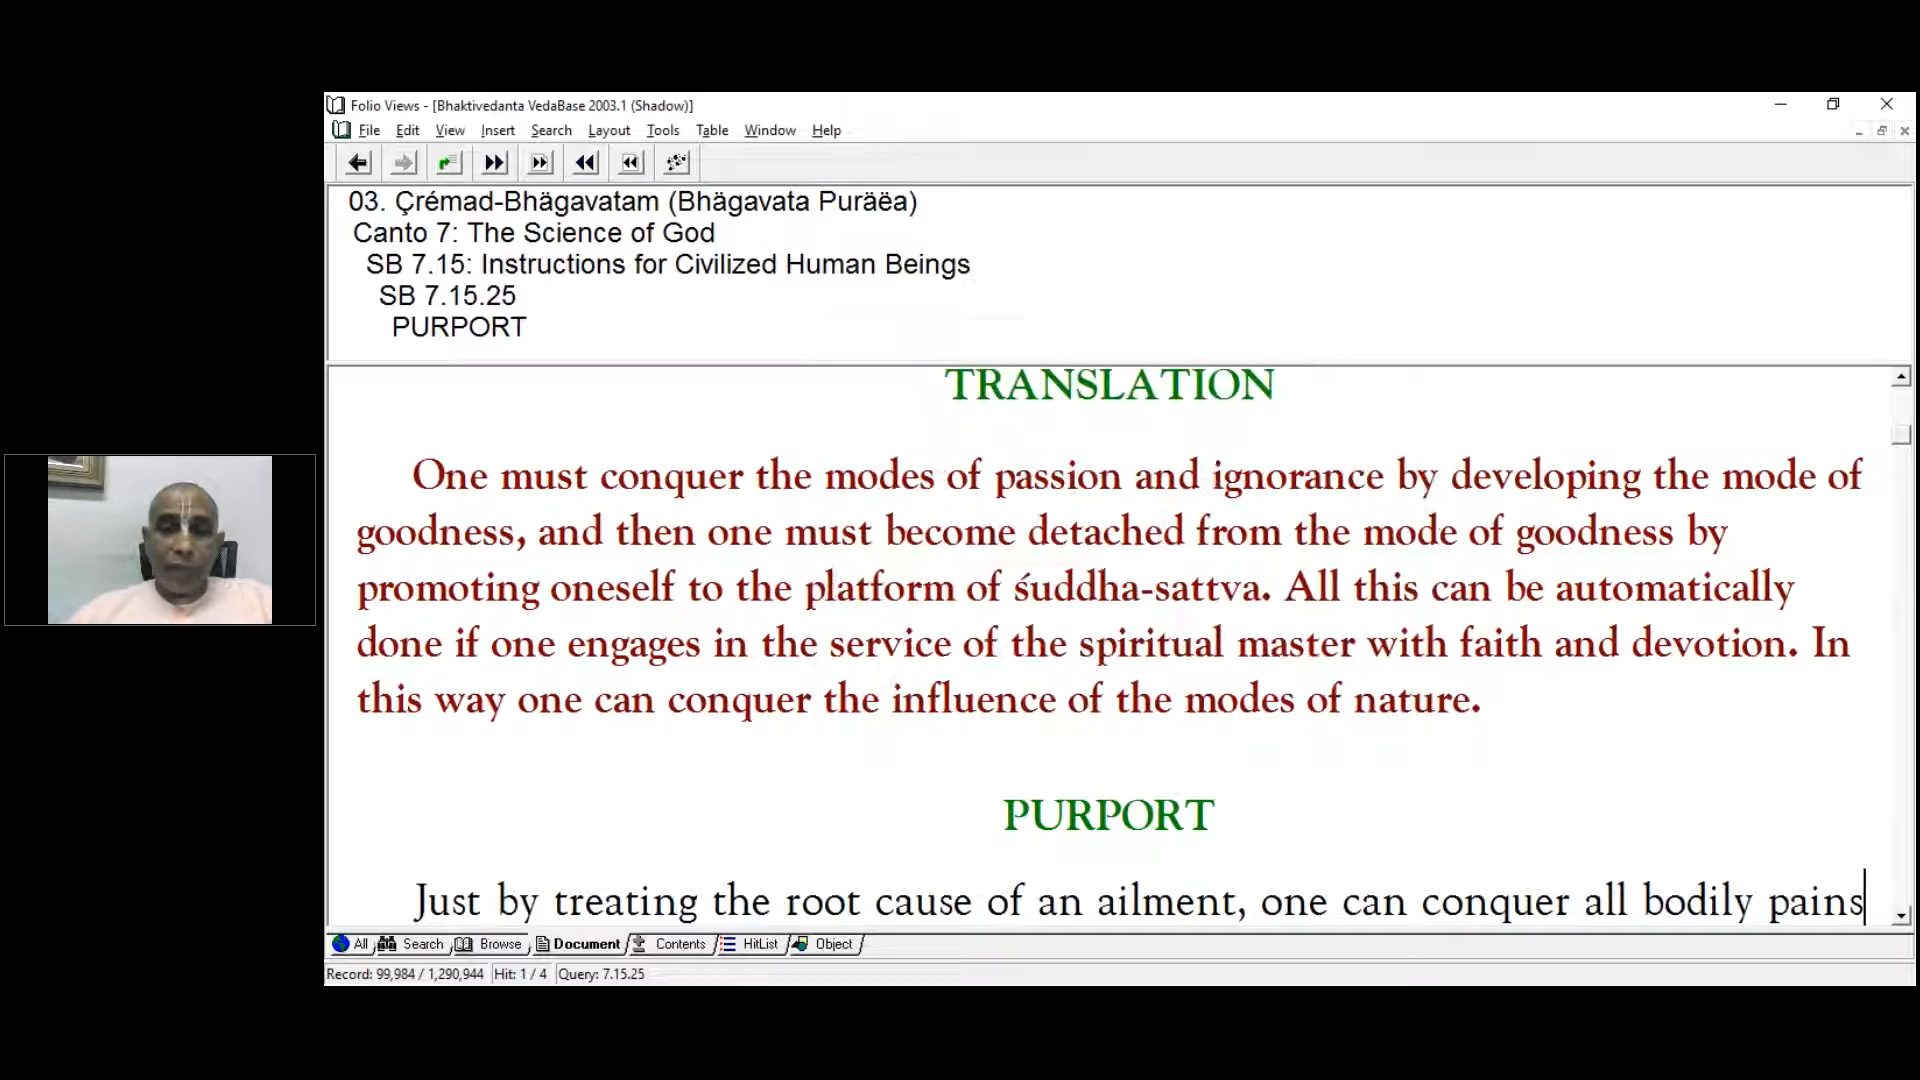 Folio Views - [Bhaktivedanta VedaBase 2003.1 (Shadow)]
File Edit View Insert Search Layout Tools Table Window Help
03. Çrémad-Bhägavatam (Bhägavata Puräëa)
Canto 7: The Science of God
SB 7.15: Instructions for Civilized Human Beings
SB 7.15.25
PURPORT
TRANSLATION
One must conquer the modes of passion and ignorance by developing the mode of
goodness, and then one must become detached from the mode of goodness by
promoting oneself to the platform of śuddha-sattva. All this can be automatically
done if one engages in the service of the spiritual master with faith and devotion. In
this way one can conquer the influence of the modes of nature.
PURPORT
Just by treating the root cause of an ailment, one can conquer all bodily pains
All Search Browse Document Contents HitList Object
Record: 99,984 / 1,290,944 Hit: 1 / 4 Query: 7.15.25